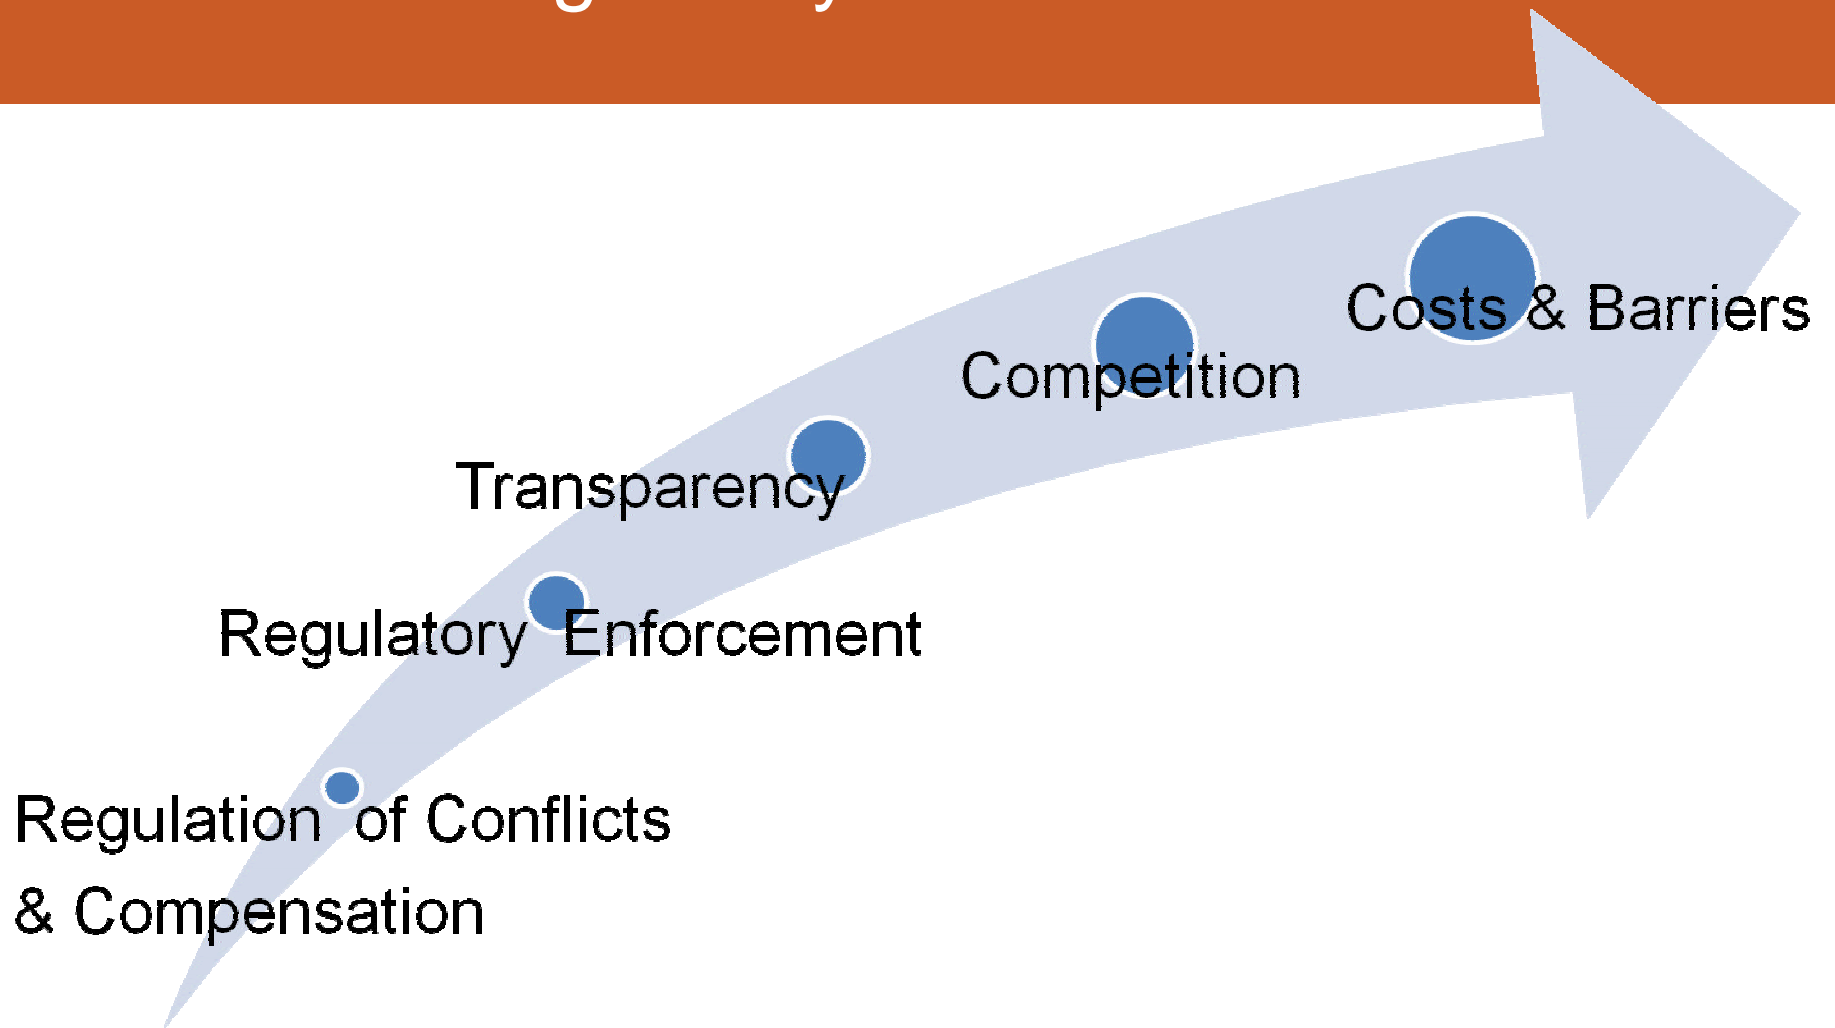 Costs & Barriers
Competition
Transparency
Regulatory Enforcement
Regulation of Conflicts
& Compensation